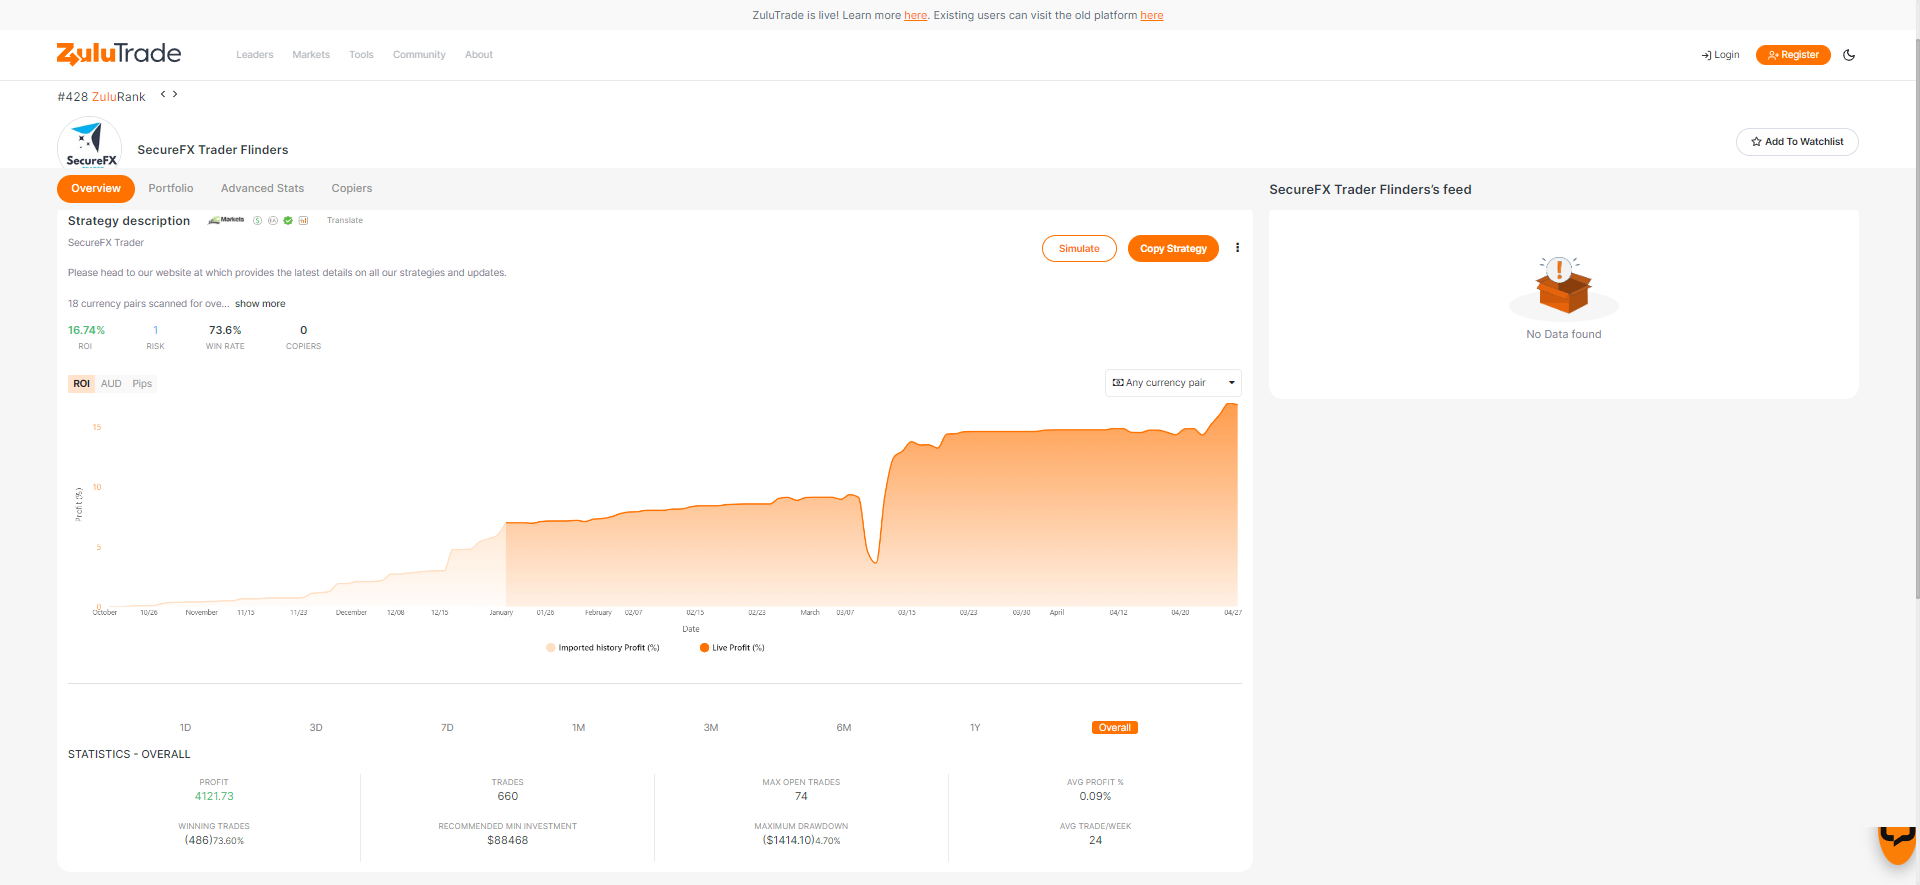 ZuluTrade is live! Learn more here. Existing users can visit the old platform here
ZuluTrade
Leaders Markets Tools Community About
Login
Register
#428 ZuluRank
SecureFX
SecureFX Trader Flinders
Add To Watchlist
Overview Portfolio Advanced Stats Copiers
SecureFX Trader Flinders's feed
Strategy description
Markets
Translate
SecureFX Trader
Simulate
Copy Strategy
Please head to our website at which provides the latest details on all our strategies and updates.
18 currency pairs scanned for ove... show more
16.74% 1 73.6% 0
ROI RISK WIN RATE COPIERS
No Data found
ROI AUD Pips
Any currency pair
15
10
5
0
Profit (%)
October 10/26 November 11/15 11/23 December 12/08 12/15 January 01/26 February 02/07 02/15 02/23 March 03/07 03/15 03/23 03/30 April 04/12 04/20 04/27
Date
Imported history Profit (%) Live Profit (%)
1D 3D 7D 1M 3M 6M 1Y Overall
STATISTICS - OVERALL
PROFIT TRADES MAX OPEN TRADES AVG PROFIT %
4121.73 660 74 0.09%
WINNING TRADES RECOMMENDED MIN INVESTMENT MAXIMUM DRAWDOWN AVG TRADE/WEEK
(486)73.60% $88468 ($1414.10)4.70% 24